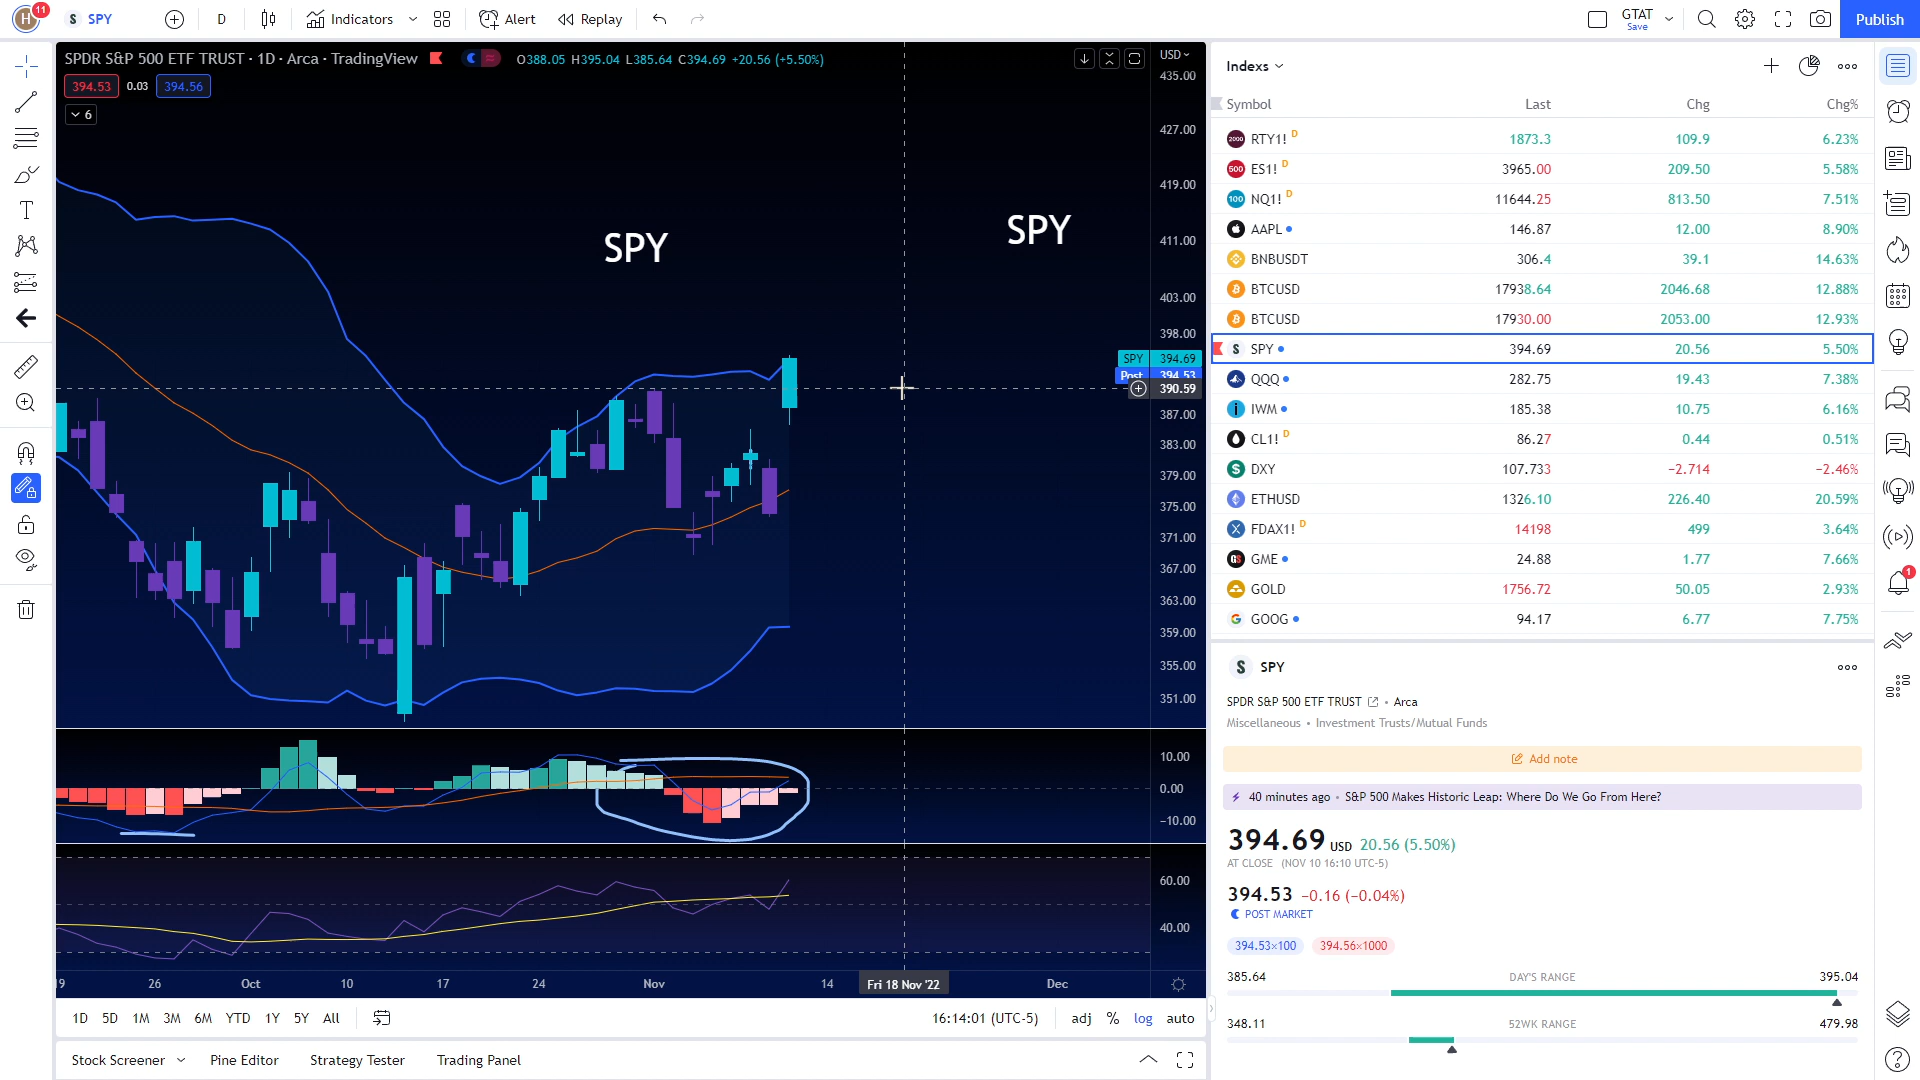 H 11 SPY D Indicators Alert Replay GTAT Save Publish
SPDR S&P 500 ETF TRUST · 1D · Arca · TradingView O388.05 H395.04 L385.64 C394.69 +20.56 (+5.50%) USD
394.53 0.03 394.56
6
435.00
427.00
419.00
411.00
403.00
398.00
SPY 394.69
Post 394.53
390.59
387.00
383.00
379.00
375.00
371.00
367.00
363.00
359.00
355.00
351.00
SPY
SPY
10.00
0.00
−10.00
60.00
40.00
19 26 Oct 10 17 24 Nov 14 Fri 18 Nov '22 Dec
1D 5D 1M 3M 6M YTD 1Y 5Y All 16:14:01 (UTC-5) adj % log auto
Stock Screener Pine Editor Strategy Tester Trading Panel
Indexs
Symbol Last Chg Chg%
2000 RTY1! D 1873.3 109.9 6.23%
500 ES1! D 3965.00 209.50 5.58%
100 NQ1! D 11644.25 813.50 7.51%
AAPL 146.87 12.00 8.90%
BNBUSDT 306.4 39.1 14.63%
BTCUSD 17938.64 2046.68 12.88%
BTCUSD 17930.00 2053.00 12.93%
S SPY 394.69 20.56 5.50%
QQQ 282.75 19.43 7.38%
i IWM 185.38 10.75 6.16%
CL1! D 86.27 0.44 0.51%
DXY 107.733 −2.714 −2.46%
ETHUSD 1326.10 226.40 20.59%
FDAX1! D 14198 499 3.64%
GME 24.88 1.77 7.66%
GOLD 1756.72 50.05 2.93%
GOOG 94.17 6.77 7.75%
S SPY
SPDR S&P 500 ETF TRUST • Arca
Miscellaneous • Investment Trusts/Mutual Funds
Add note
40 minutes ago • S&P 500 Makes Historic Leap: Where Do We Go From Here?
394.69 USD 20.56 (5.50%)
AT CLOSE (NOV 10 16:10 UTC-5)
394.53 −0.16 (−0.04%)
POST MARKET
394.53×100 394.56×1000
385.64 DAY'S RANGE 395.04
348.11 52WK RANGE 479.98
1